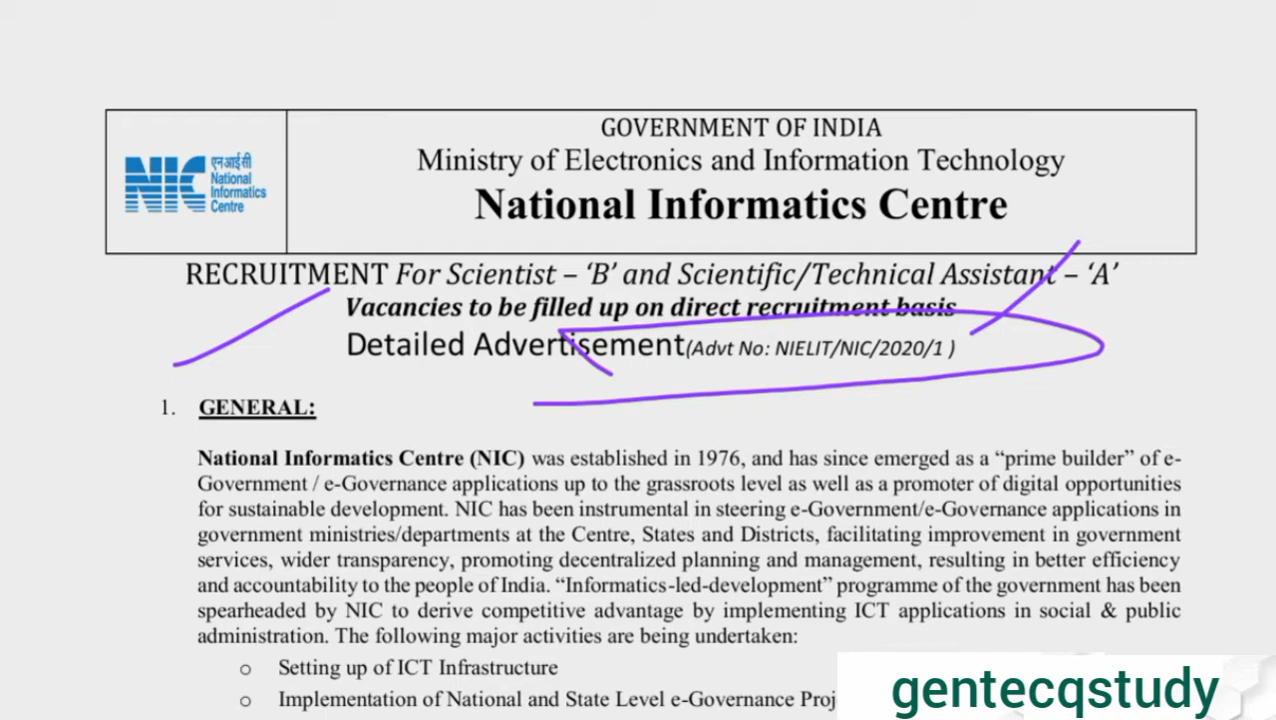 GOVERNMENT OF INDIA
Ministry of Electronics and Information Technology
National Informatics Centre
NIC एनआईसी
National
Informatics
Centre
RECRUITMENT For Scientist – ‘B’ and Scientific/Technical Assistant – ‘A’
Vacancies to be filled up on direct recruitment basis
Detailed Advertisement(Advt No: NIELIT/NIC/2020/1 )
1. GENERAL:
National Informatics Centre (NIC) was established in 1976, and has since emerged as a “prime builder” of e-
Government / e-Governance applications up to the grassroots level as well as a promoter of digital opportunities
for sustainable development. NIC has been instrumental in steering e-Government/e-Governance applications in
government ministries/departments at the Centre, States and Districts, facilitating improvement in government
services, wider transparency, promoting decentralized planning and management, resulting in better efficiency
and accountability to the people of India. “Informatics-led-development” programme of the government has been
spearheaded by NIC to derive competitive advantage by implementing ICT applications in social & public
administration. The following major activities are being undertaken:
o Setting up of ICT Infrastructure
o Implementation of National and State Level e-Governance Proj
gentecqstudy